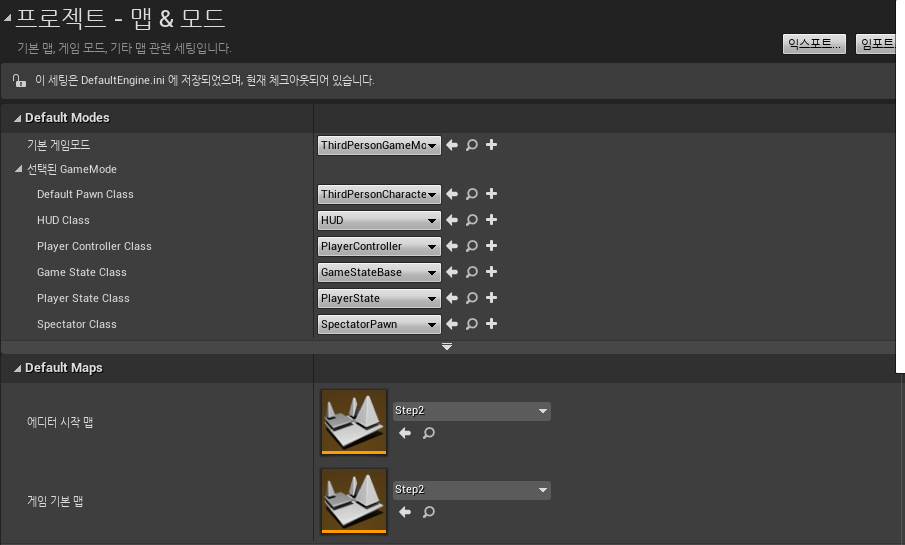 프로젝트 - 맵 & 모드
기본 맵, 게임 모드, 기타 맵 관련 세팅입니다.
익스포트... 임포트
이 세팅은 DefaultEngine.ini 에 저장되었으며, 현재 체크아웃되어 있습니다.
Default Modes
기본 게임모드 ThirdPersonGameMo
선택된 GameMode
Default Pawn Class ThirdPersonCharacte
HUD Class HUD
Player Controller Class PlayerController
Game State Class GameStateBase
Player State Class PlayerState
Spectator Class SpectatorPawn
Default Maps
에디터 시작 맵 Step2
게임 기본 맵 Step2